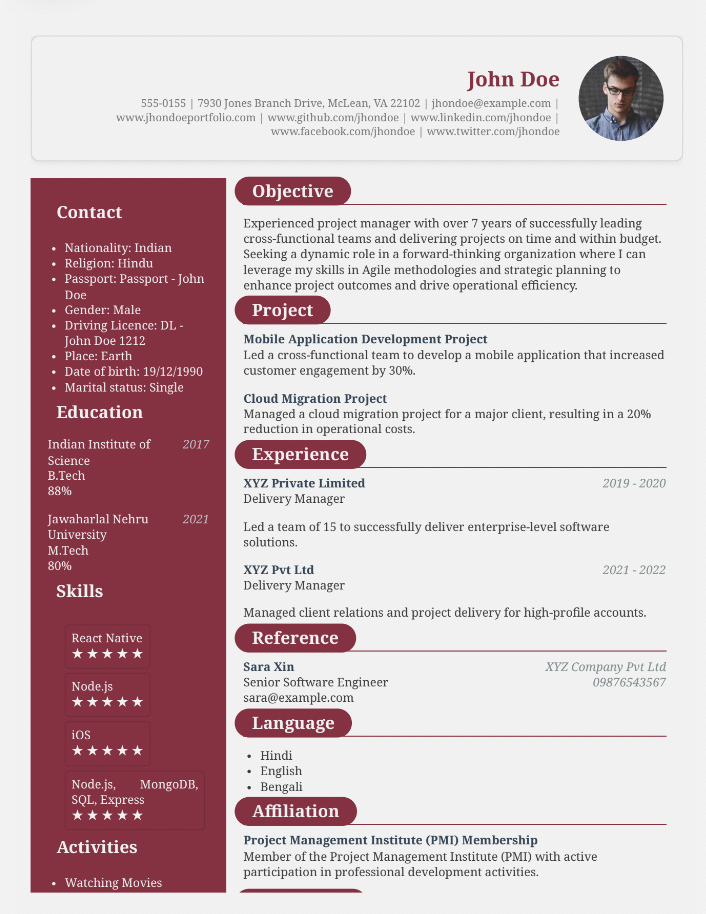 John Doe
555-0155 | 7930 Jones Branch Drive, McLean, VA 22102 | jhondoe@example.com |
www.jhondoeportfolio.com | www.github.com/jhondoe | www.linkedin.com/jhondoe |
www.facebook.com/jhondoe | www.twitter.com/jhondoe
Contact
• Nationality: Indian
• Religion: Hindu
• Passport: Passport - John
Doe
• Gender: Male
• Driving Licence: DL -
John Doe 1212
• Place: Earth
• Date of birth: 19/12/1990
• Marital status: Single
Education
Indian Institute of 2017
Science
B.Tech
88%
Jawaharlal Nehru 2021
University
M.Tech
80%
Skills
React Native
★★★★★
Node.js
★★★★★
iOS
★★★★★
Node.js, MongoDB,
SQL, Express
★★★★★
Activities
• Watching Movies
Objective
Experienced project manager with over 7 years of successfully leading
cross-functional teams and delivering projects on time and within budget.
Seeking a dynamic role in a forward-thinking organization where I can
leverage my skills in Agile methodologies and strategic planning to
enhance project outcomes and drive operational efficiency.
Project
Mobile Application Development Project
Led a cross-functional team to develop a mobile application that increased
customer engagement by 30%.
Cloud Migration Project
Managed a cloud migration project for a major client, resulting in a 20%
reduction in operational costs.
Experience
XYZ Private Limited 2019 - 2020
Delivery Manager
Led a team of 15 to successfully deliver enterprise-level software
solutions.
XYZ Pvt Ltd 2021 - 2022
Delivery Manager
Managed client relations and project delivery for high-profile accounts.
Reference
Sara Xin XYZ Company Pvt Ltd
Senior Software Engineer 09876543567
sara@example.com
Language
• Hindi
• English
• Bengali
Affiliation
Project Management Institute (PMI) Membership
Member of the Project Management Institute (PMI) with active
participation in professional development activities.